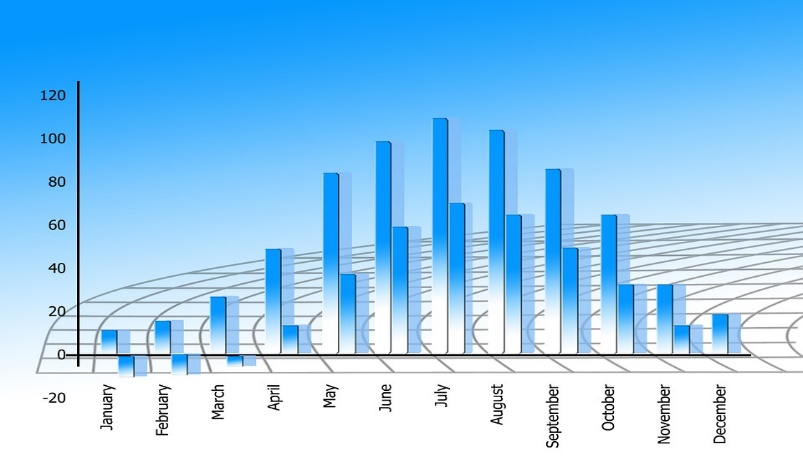 120
100
80
60
40
20
0
-20
January
February
March
April
May
June
July
August
September
October
November
December